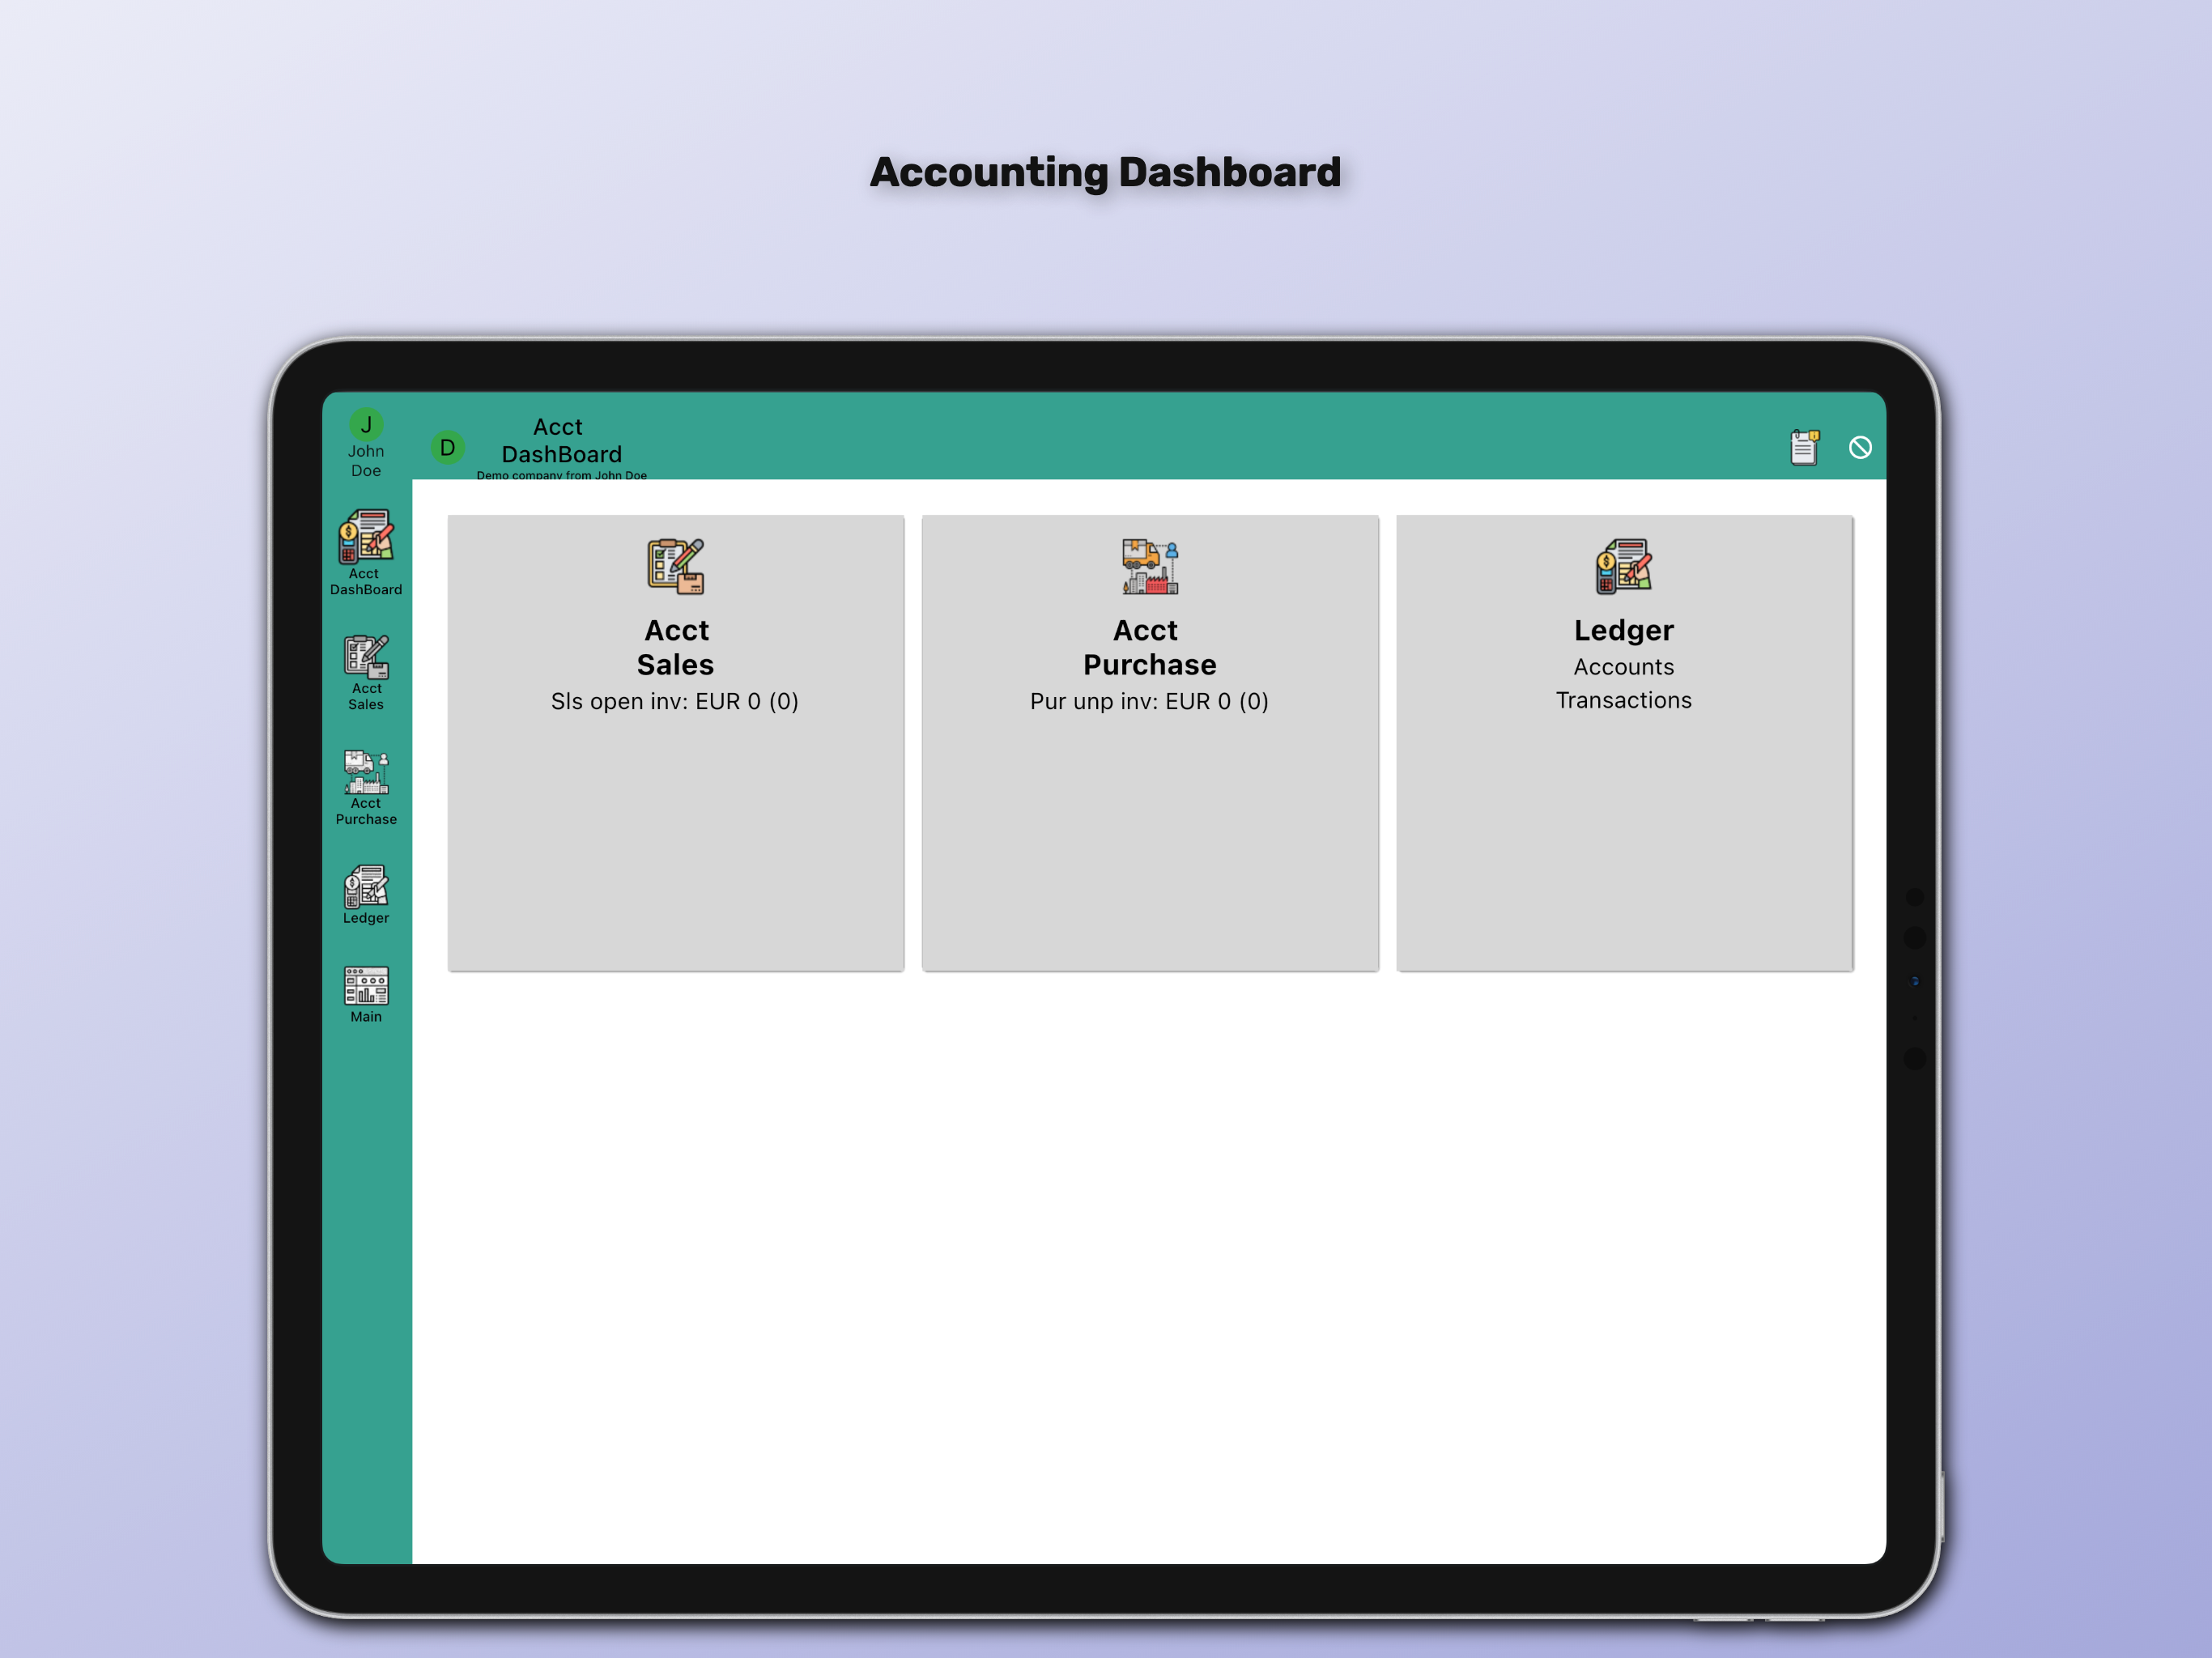 Accounting Dashboard
J
John
Doe
D
Acct
DashBoard
Demo company from John Doe
Acct
DashBoard
Acct
Sales
Acct
Purchase
Ledger
Main
Acct
Sales
Sls open inv: EUR 0 (0)
Acct
Purchase
Pur unp inv: EUR 0 (0)
Ledger
Accounts
Transactions